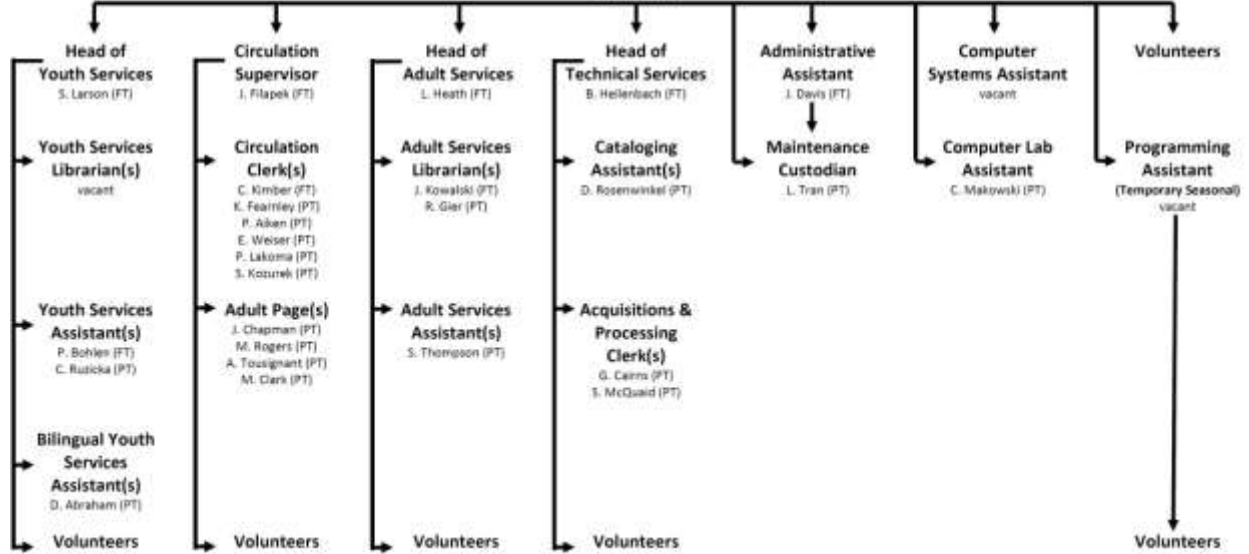 Head of
Youth Services
S. Larson (FT)
Youth Services
Librarian(s)
vacant
Youth Services
Assistant(s)
P. Bohlen (FT)
C. Ruzicka (PT)
Bilingual Youth
Services
Assistant(s)
D. Abraham (PT)
Volunteers
Circulation
Supervisor
J. Filapek (FT)
Circulation
Clerk(s)
C. Kimber (FT)
K. Fearnley (PT)
P. Aiken (PT)
E. Weiser (PT)
P. Lakoma (PT)
S. Kozurek (PT)
Adult Page(s)
J. Chapman (PT)
M. Rogers (PT)
A. Tousignant (PT)
M. Clark (PT)
Volunteers
Head of
Adult Services
L. Heath (FT)
Adult Services
Librarian(s)
J. Kowalski (FT)
R. Gier (PT)
Adult Services
Assistant(s)
S. Thompson (PT)
Volunteers
Head of
Technical Services
B. Hellenbach (FT)
Cataloging
Assistant(s)
D. Rosenwinkel (PT)
Acquisitions &
Processing
Clerk(s)
G. Cairns (PT)
S. McQuaid (PT)
Volunteers
Administrative
Assistant
J. Davis (FT)
Maintenance
Custodian
L. Tran (PT)
Computer
Systems Assistant
vacant
Computer Lab
Assistant
C. Makowski (PT)
Volunteers
Programming
Assistant
(Temporary Seasonal)
vacant
Volunteers